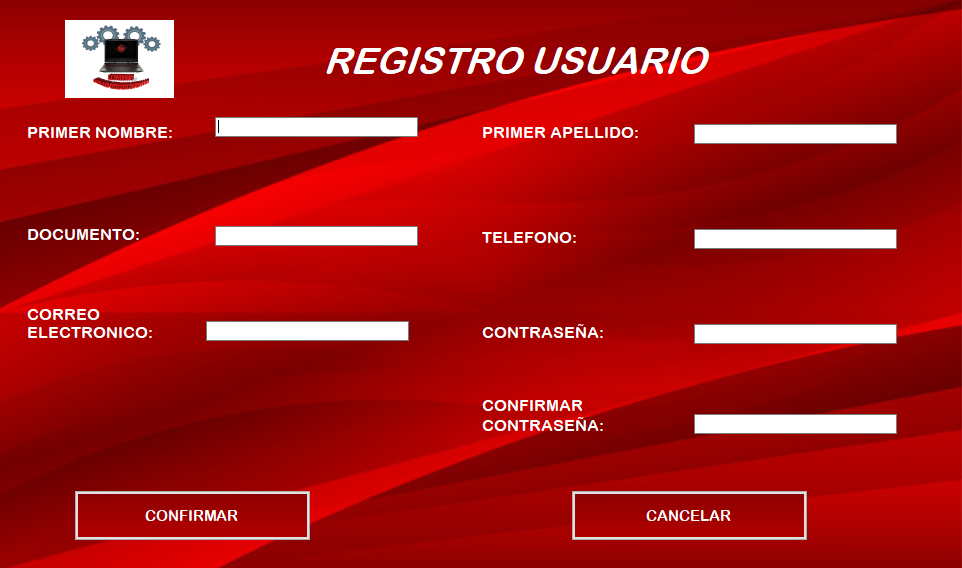 REGISTRO USUARIO
PRIMER NOMBRE:
PRIMER APELLIDO:
DOCUMENTO:
TELEFONO:
CORREO
ELECTRONICO:
CONTRASEÑA:
CONFIRMAR
CONTRASEÑA:
CONFIRMAR
CANCELAR